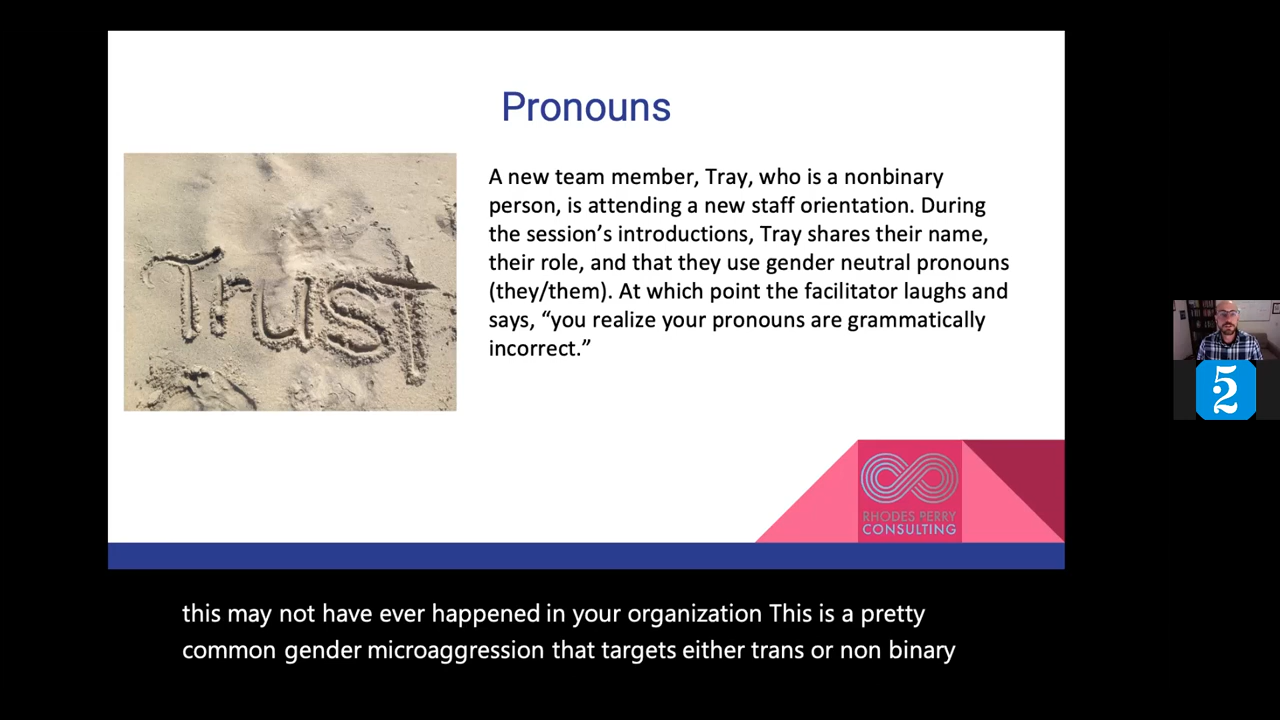 Pronouns
Trust
A new team member, Tray, who is a nonbinary
person, is attending a new staff orientation. During
the session’s introductions, Tray shares their name,
their role, and that they use gender neutral pronouns
(they/them). At which point the facilitator laughs and
says, “you realize your pronouns are grammatically
incorrect.”
RHODES PERRY
CONSULTING
52
this may not have ever happened in your organization This is a pretty
common gender microaggression that targets either trans or non binary